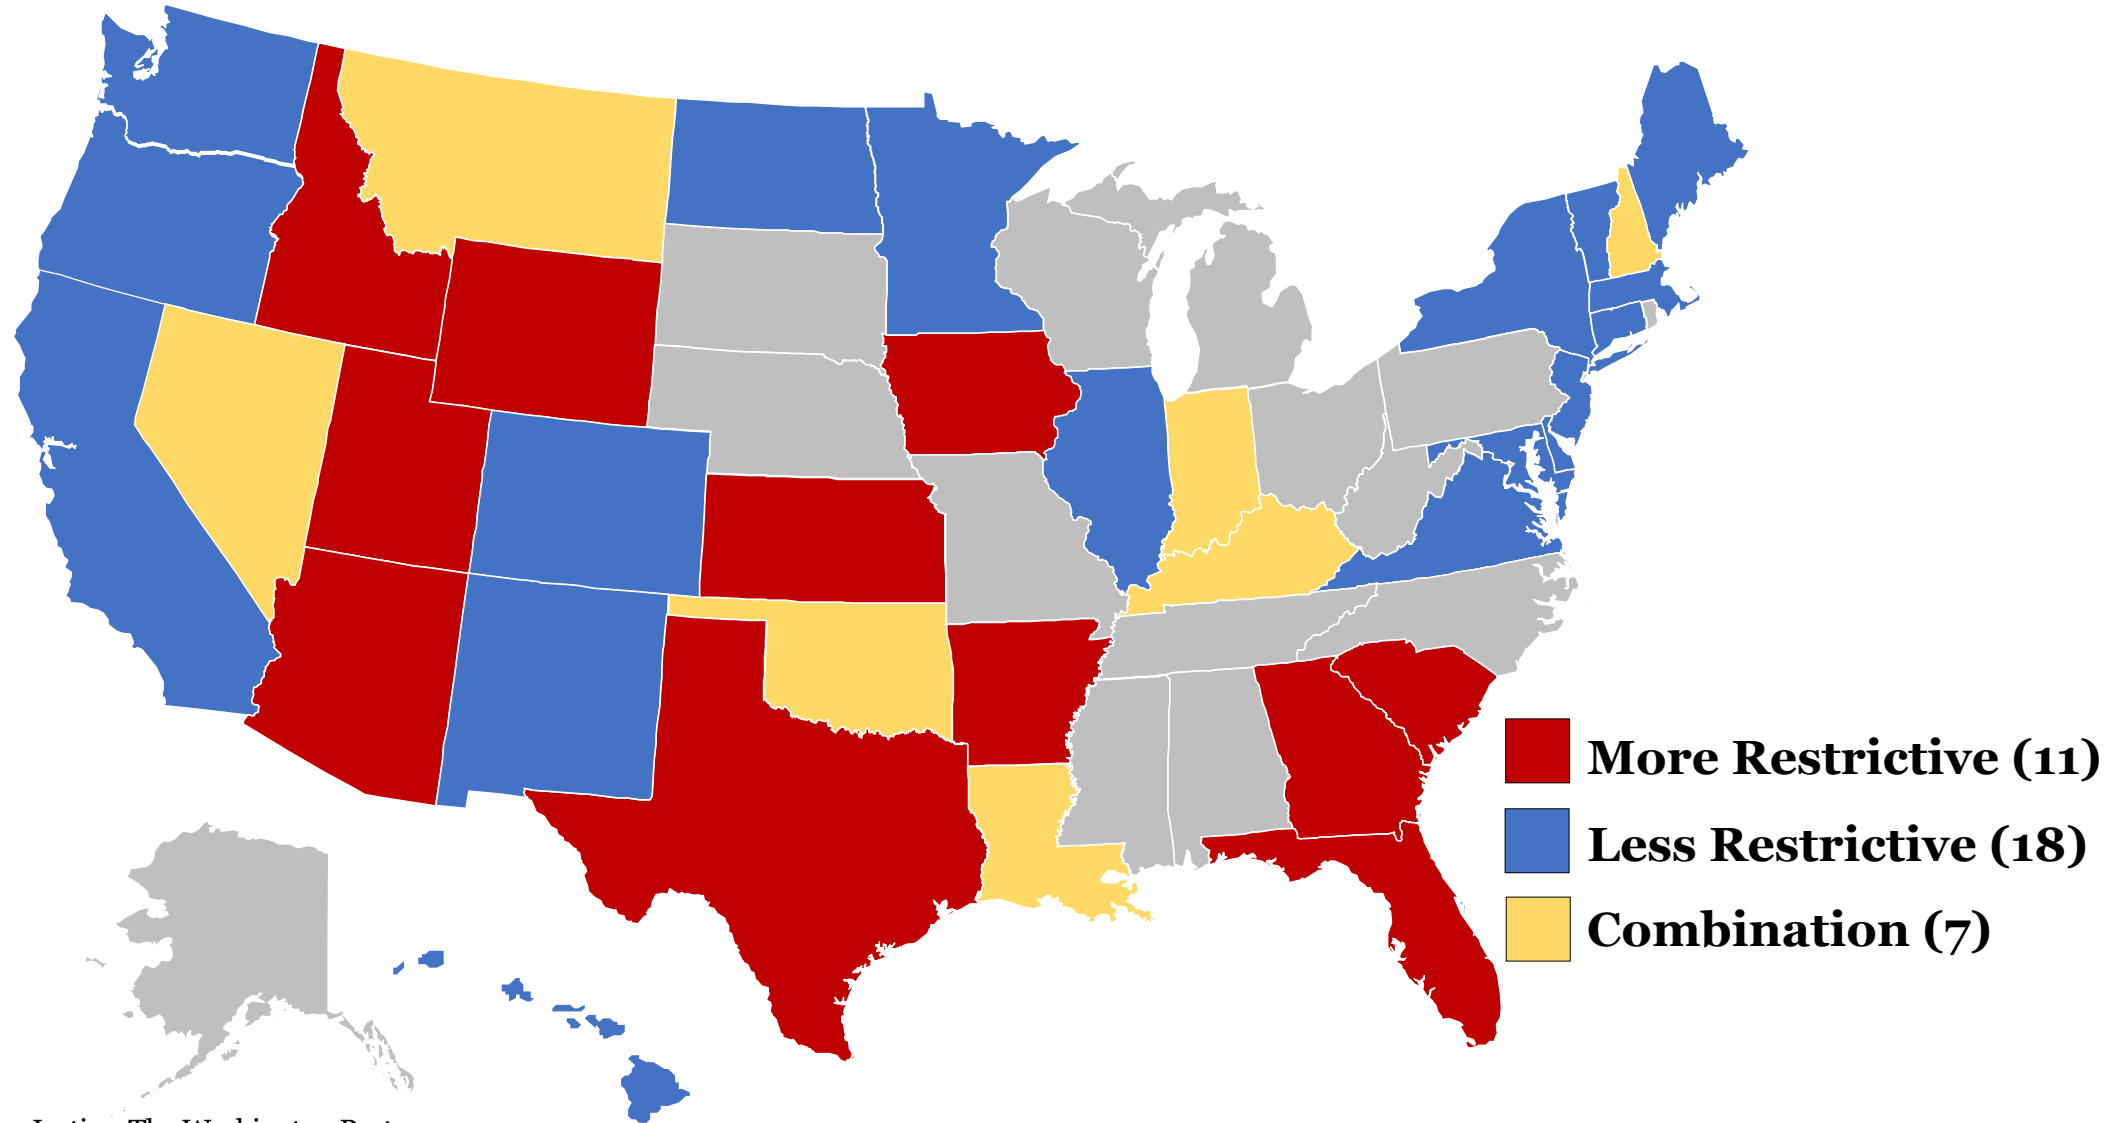 More Restrictive (11)
Less Restrictive (18)
Combination (7)